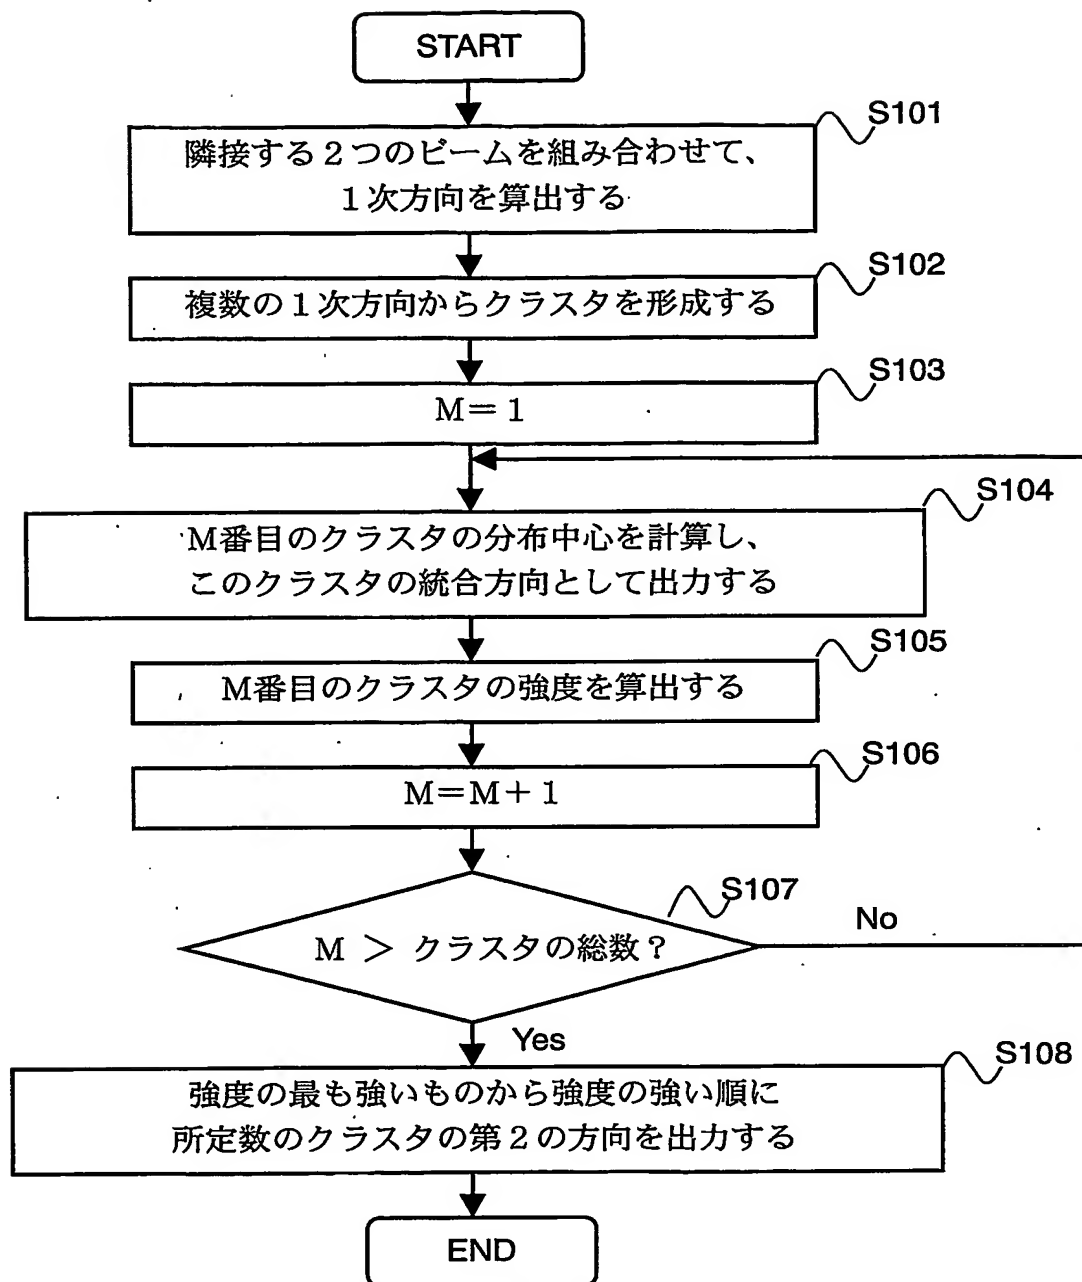 START
S101
隣接する２つのビームを組み合わせて、
１次方向を算出する
S102
複数の１次方向からクラスタを形成する
S103
M＝１
S104
M番目のクラスタの分布中心を計算し、
このクラスタの統合方向として出力する
S105
M番目のクラスタの強度を算出する
S106
M＝M＋１
S107
M ＞ クラスタの総数？
No
Yes
S108
強度の最も強いものから強度の強い順に
所定数のクラスタの第２の方向を出力する
END